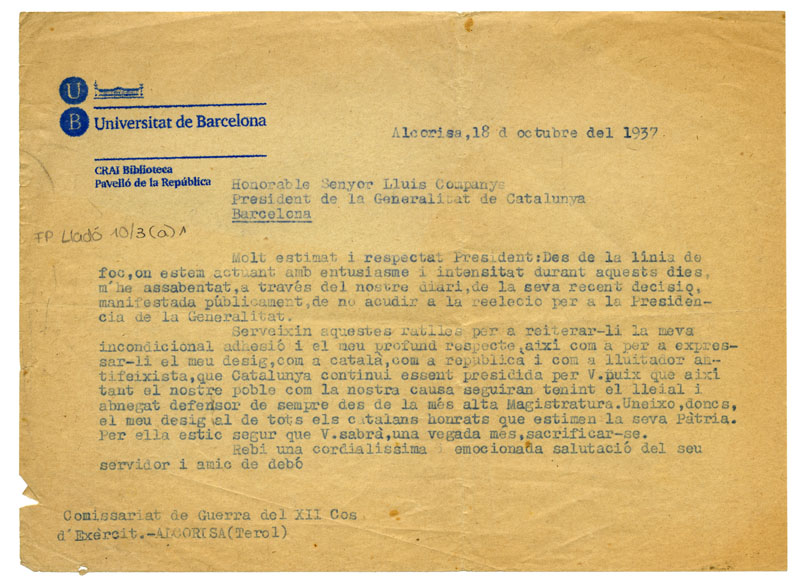 U
B
Universitat de Barcelona
CRAI Biblioteca
Pavelló de la República
Alcorisa,18 d octubre del 1937.
Honorable Senyor Lluis Companys
President de la Generalitat de Catalunya
Barcelona
FP Lladó 10/3(a)1
Molt estimat i respectat President:Des de la linia de
foc,on estem actuant amb entusiasme i intensitat durant aquests dies,
m'he assabentat,a través del nostre diari,de la seva recent decisió,
manifestada públicament,de no acudir a la reelecio per a la Presidèn-
cia de la Generalitat.
Serveixin aquestes ratlles per a reiterar-li la meva
incondicional adhesió i el meu profund respecte,aixi com a per a expres-
sar-li el meu desig,com a català,com a republicà i com a lluitador an-
tifeixista,que Catalunya continui essent presidida per V.puix que aixi
tant el nostre poble com la nostra causa seguiran tenint el lleial i
abnegat defensor de sempre des de la més alta Magistratura.Uneixo,doncs,
el meu desig al de tots els catalans honrats que estimen la seva Pàtria.
Per ella estic segur que V.sabrà,una vegada més,sacrificar-se.
Rebi una cordialissima i emocionada salutació del seu
servidor i amic de debó
Comissariat de Guerra del XII Cos
d'Exèrcit.-ALCORISA(Terol)